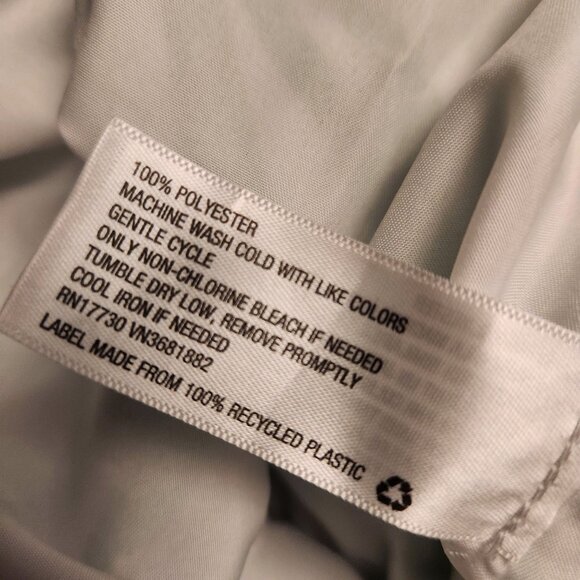 100% POLYESTER
MACHINE WASH COLD WITH LIKE COLORS
GENTLE CYCLE
ONLY NON-CHLORINE BLEACH IF NEEDED
TUMBLE DRY LOW, REMOVE PROMPTLY
COOL IRON IF NEEDED
RN17730 VN3681882
LABEL MADE FROM 100% RECYCLED PLASTIC